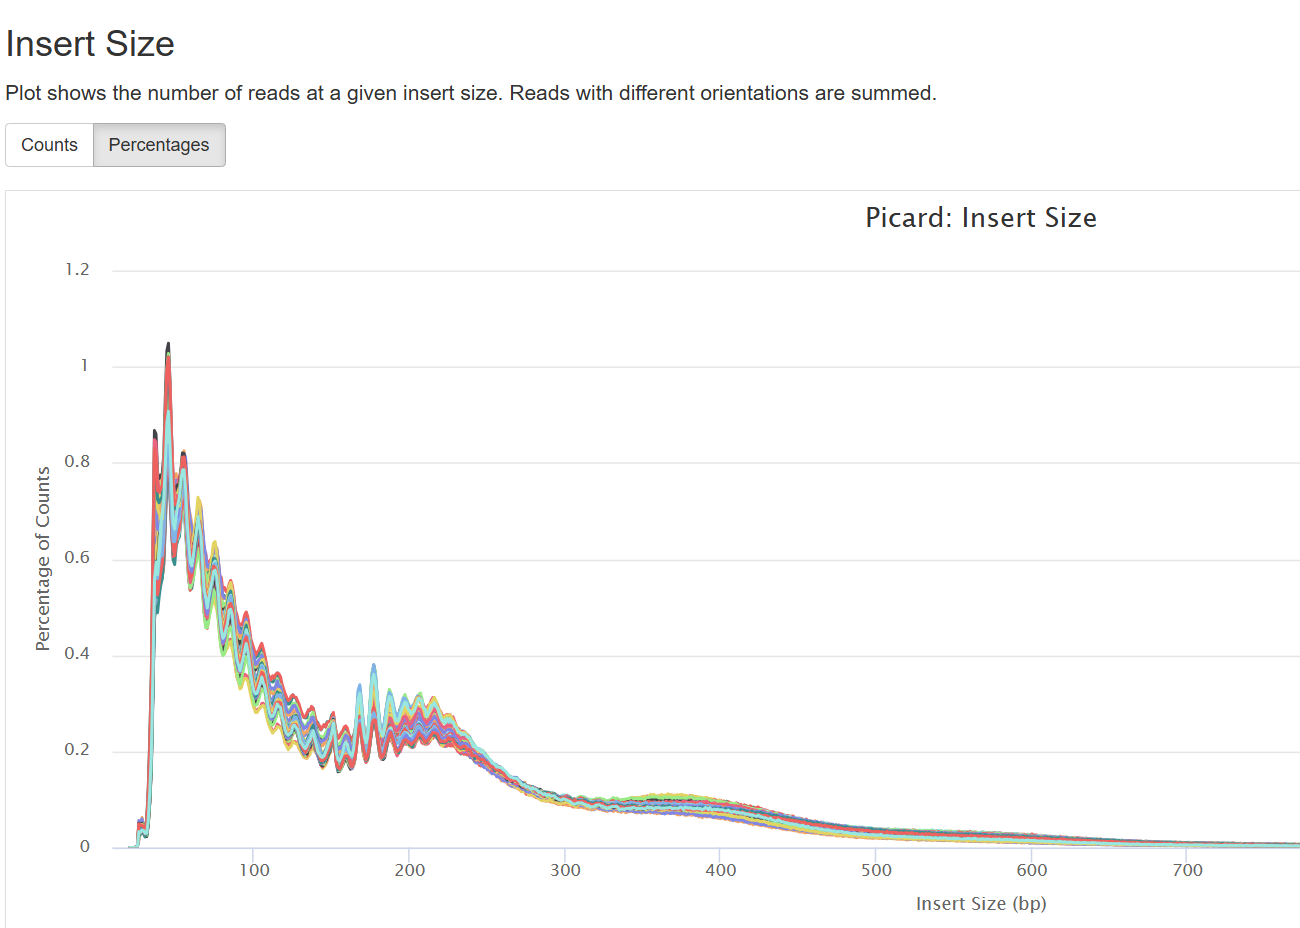 Insert Size
Plot shows the number of reads at a given insert size. Reads with different orientations are summed.
Counts Percentages
Picard: Insert Size
1.2
1
0.8
0.6
0.4
0.2
0
Percentage of Counts
100 200 300 400 500 600 700
Insert Size (bp)